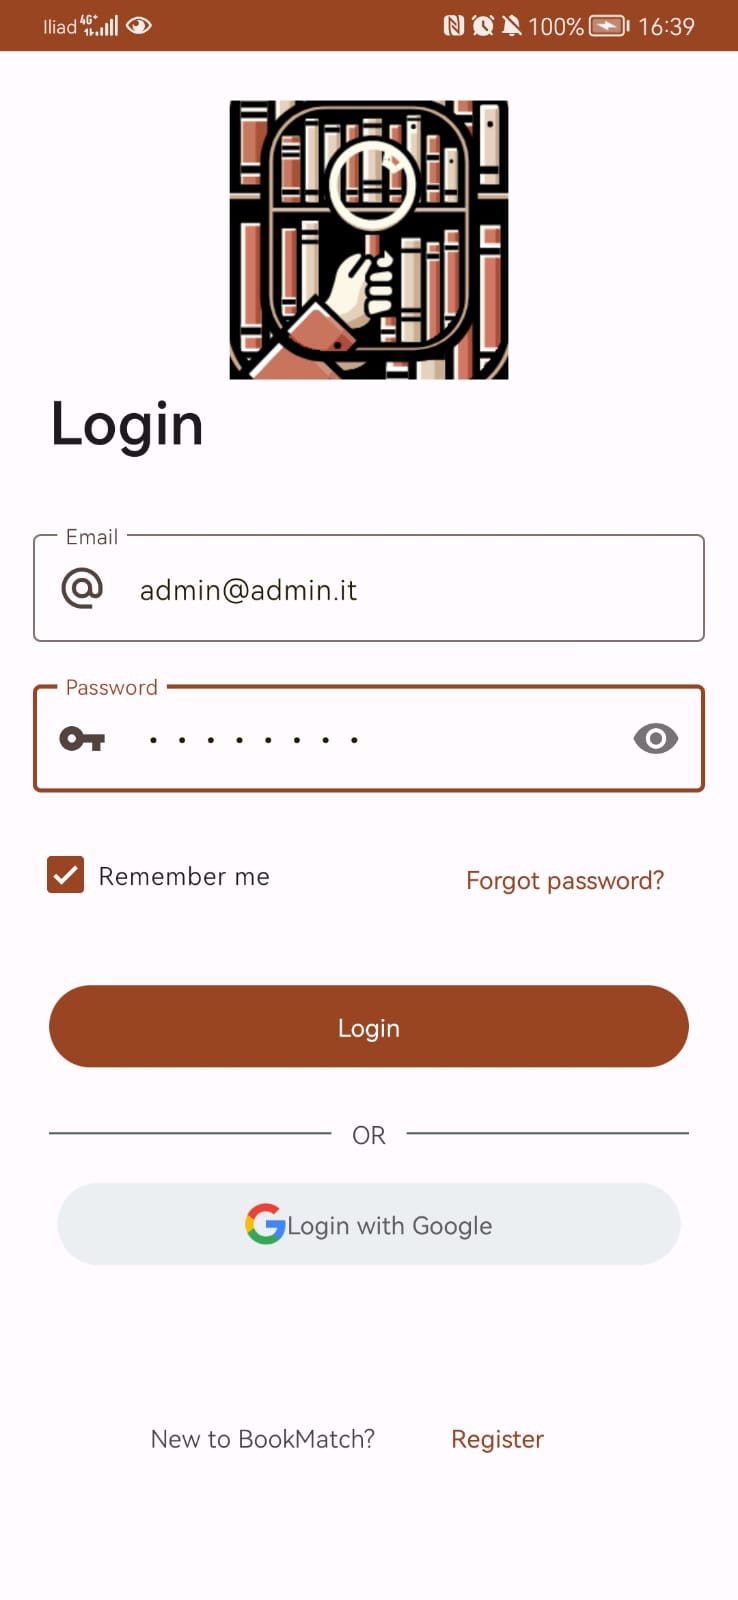 Iliad 4G+ 100% 16:39
Login
Email
admin@admin.it
Password
Remember me
Forgot password?
Login
OR
Login with Google
New to BookMatch? Register